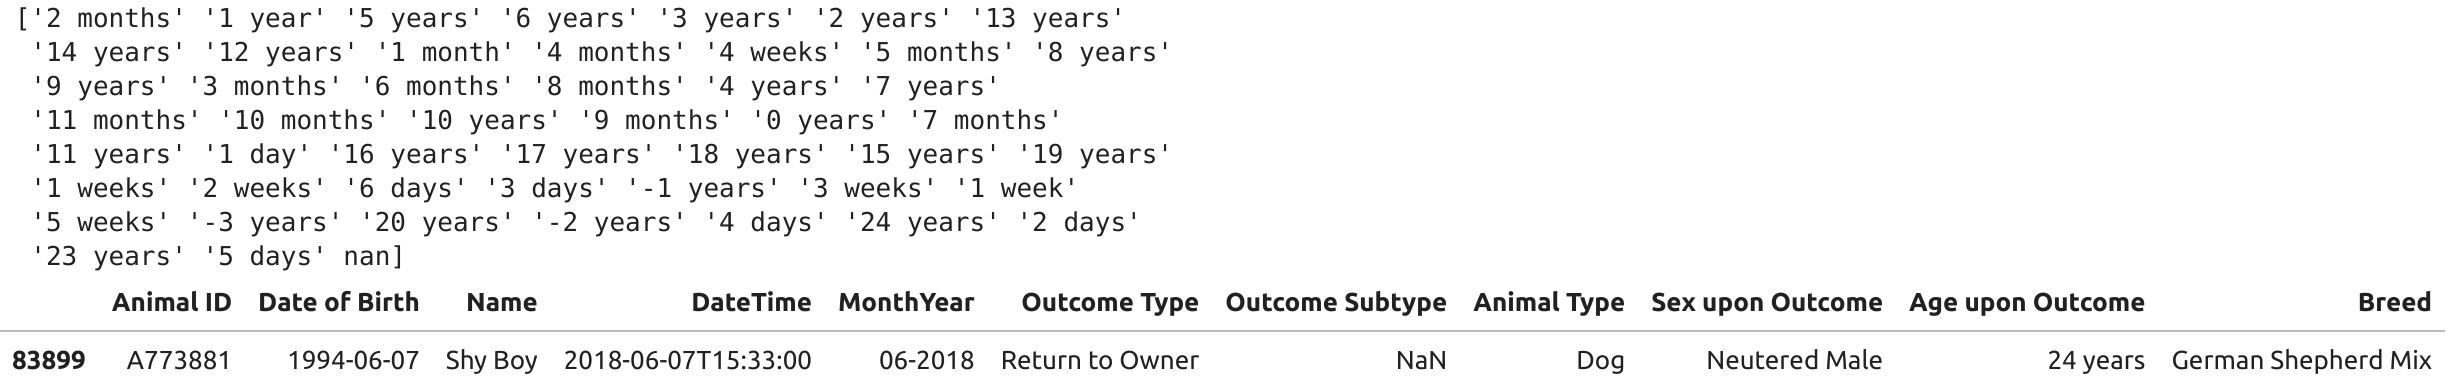 ['2 months' '1 year' '5 years' '6 years' '3 years' '2 years' '13 years'
'14 years' '12 years' '1 month' '4 months' '4 weeks' '5 months' '8 years'
'9 years' '3 months' '6 months' '8 months' '4 years' '7 years'
'11 months' '10 months' '10 years' '9 months' '0 years' '7 months'
'11 years' '1 day' '16 years' '17 years' '18 years' '15 years' '19 years'
'1 weeks' '2 weeks' '6 days' '3 days' '-1 years' '3 weeks' '1 week'
'5 weeks' '-3 years' '20 years' '-2 years' '4 days' '24 years' '2 days'
'23 years' '5 days' nan]
Animal ID Date of Birth Name DateTime MonthYear Outcome Type Outcome Subtype Animal Type Sex upon Outcome Age upon Outcome Breed
83899 A773881 1994-06-07 Shy Boy 2018-06-07T15:33:00 06-2018 Return to Owner NaN Dog Neutered Male 24 years German Shepherd Mix